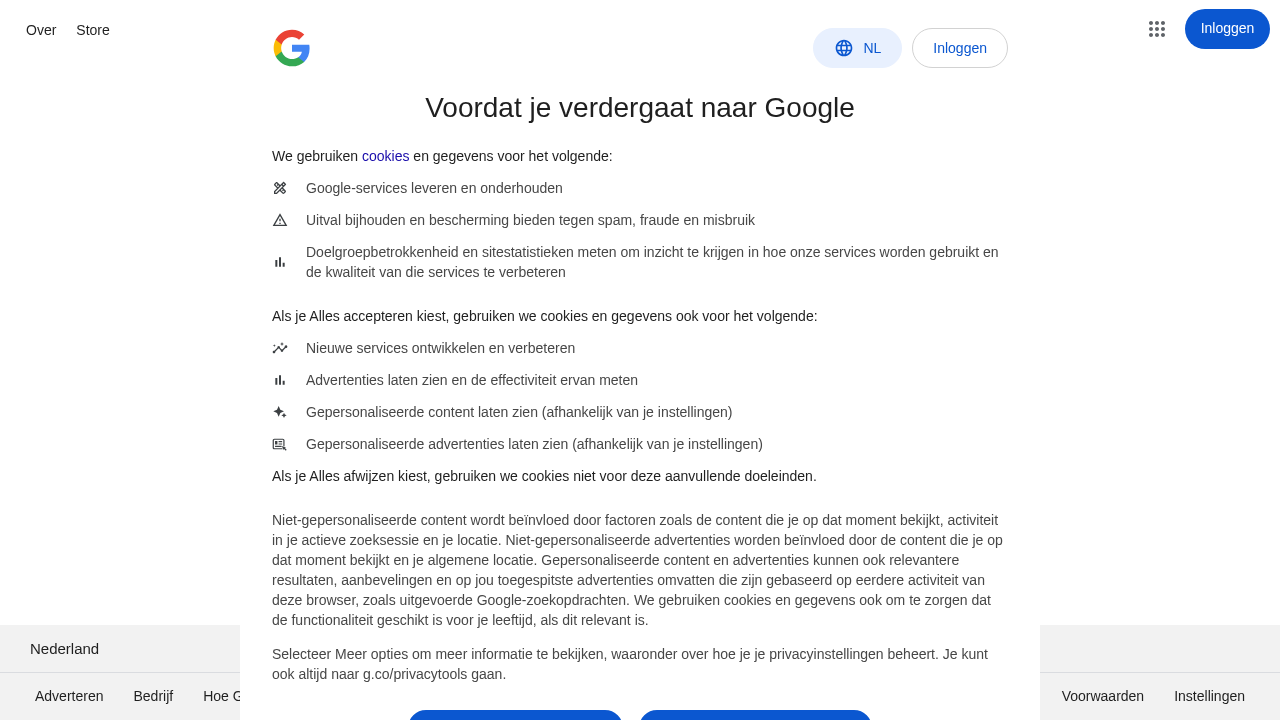 Over Store
Inloggen
NL
Inloggen
Voordat je verdergaat naar Google
We gebruiken cookies en gegevens voor het volgende:
Google-services leveren en onderhouden
Uitval bijhouden en bescherming bieden tegen spam, fraude en misbruik
Doelgroepbetrokkenheid en sitestatistieken meten om inzicht te krijgen in hoe onze services worden gebruikt en
de kwaliteit van die services te verbeteren
Als je Alles accepteren kiest, gebruiken we cookies en gegevens ook voor het volgende:
Nieuwe services ontwikkelen en verbeteren
Advertenties laten zien en de effectiviteit ervan meten
Gepersonaliseerde content laten zien (afhankelijk van je instellingen)
Gepersonaliseerde advertenties laten zien (afhankelijk van je instellingen)
Als je Alles afwijzen kiest, gebruiken we cookies niet voor deze aanvullende doeleinden.
Niet-gepersonaliseerde content wordt beïnvloed door factoren zoals de content die je op dat moment bekijkt, activiteit
in je actieve zoeksessie en je locatie. Niet-gepersonaliseerde advertenties worden beïnvloed door de content die je op
dat moment bekijkt en je algemene locatie. Gepersonaliseerde content en advertenties kunnen ook relevantere
resultaten, aanbevelingen en op jou toegespitste advertenties omvatten die zijn gebaseerd op eerdere activiteit van
deze browser, zoals uitgevoerde Google-zoekopdrachten. We gebruiken cookies en gegevens ook om te zorgen dat
de functionaliteit geschikt is voor je leeftijd, als dit relevant is.
Selecteer Meer opties om meer informatie te bekijken, waaronder over hoe je je privacyinstellingen beheert. Je kunt
ook altijd naar g.co/privacytools gaan.
Nederland
Adverteren Bedrijf Hoe G
Voorwaarden Instellingen